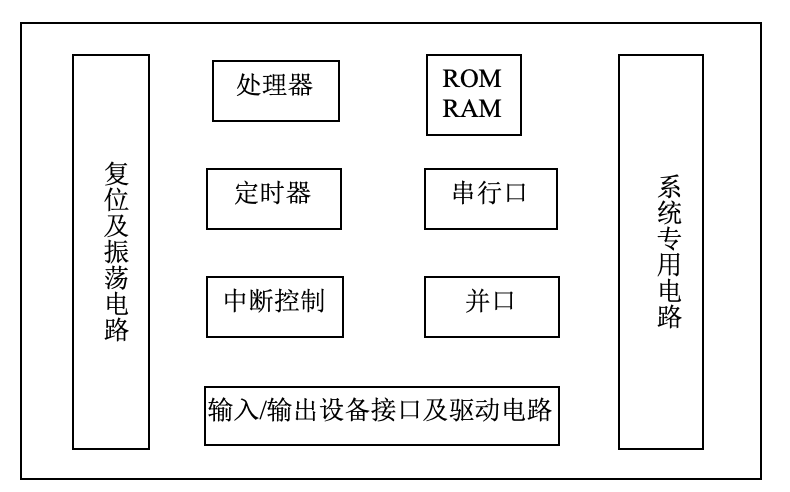 复位及振荡电路
处理器
ROM
RAM
定时器
串行口
中断控制
并口
输入/输出设备接口及驱动电路
系统专用电路